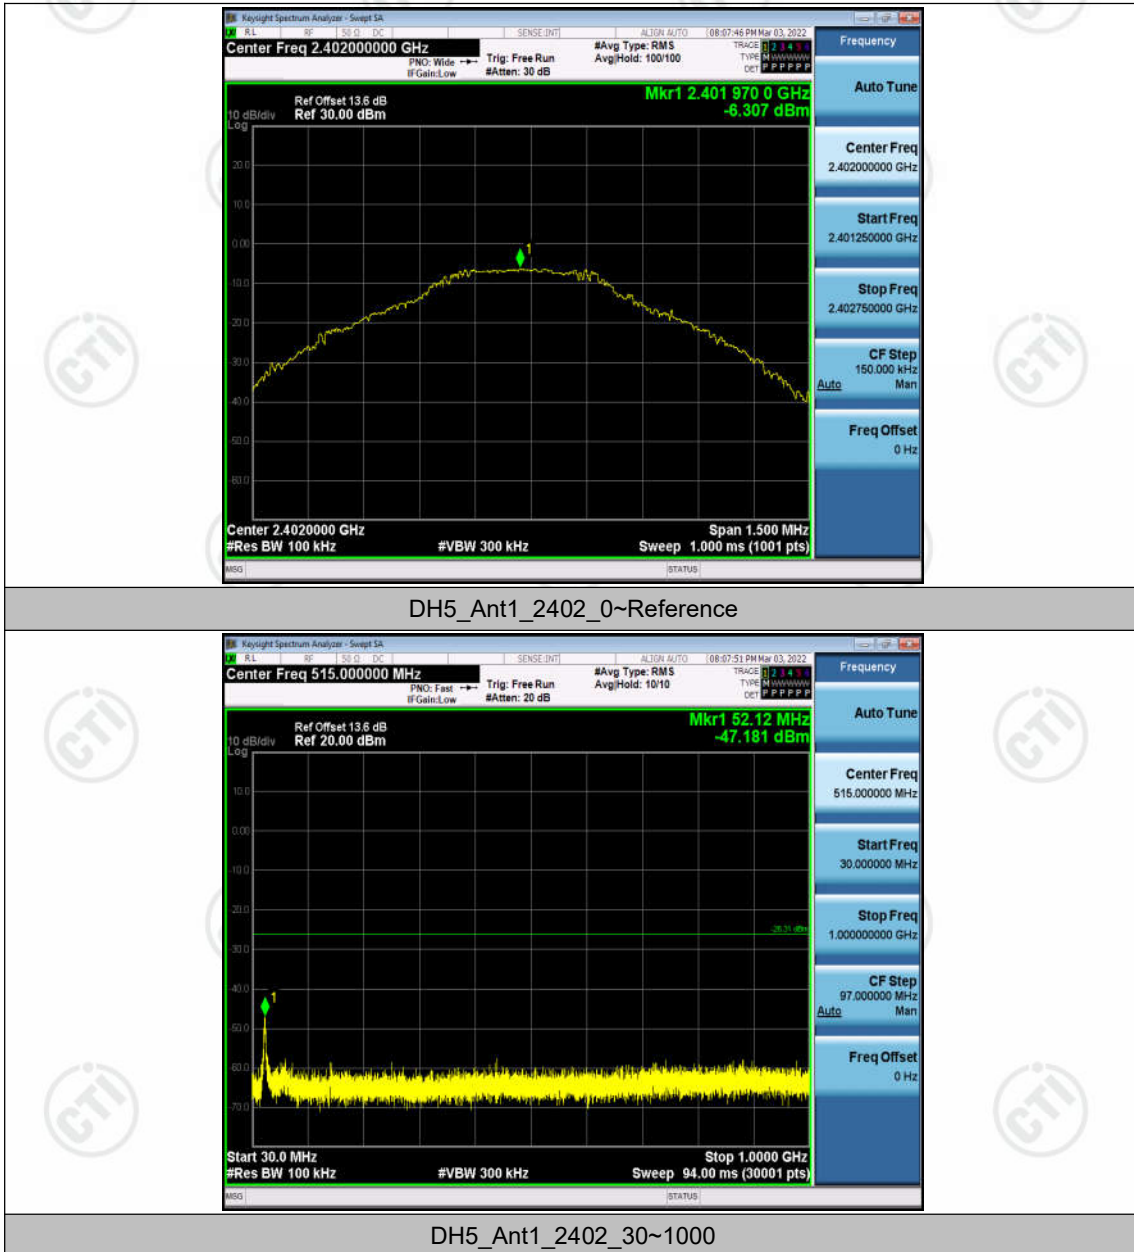 Keysight Spectrum Analyzer - Swept SA
RL RF 50 Ω DC SENSE:INT ALIGN AUTO 08:07:46 PM Mar 03, 2022
Center Freq 2.402000000 GHz
PNO: Wide
IFGain:Low
Trig: Free Run
#Atten: 30 dB
#Avg Type: RMS
Avg|Hold: 100/100
TRACE 1 2 3 4 5 6
TYPE M WWWWW
DET P P P P P P
Frequency
Ref Offset 13.6 dB
10 dB/div Ref 30.00 dBm
Log
Mkr1 2.401 970 0 GHz
-6.307 dBm
Auto Tune
Center Freq
2.402000000 GHz
Start Freq
2.401250000 GHz
Stop Freq
2.402750000 GHz
CF Step
150.000 kHz
Auto Man
Freq Offset
0 Hz
20.0
10.0
0.00
-10.0
-20.0
-30.0
-40.0
-50.0
-60.0
1
Center 2.4020000 GHz Span 1.500 MHz
#Res BW 100 kHz #VBW 300 kHz Sweep 1.000 ms (1001 pts)
MSG STATUS
DH5_Ant1_2402_0~Reference
Keysight Spectrum Analyzer - Swept SA
RL RF 50 Ω DC SENSE:INT ALIGN AUTO 08:07:51 PM Mar 03, 2022
Center Freq 515.000000 MHz
PNO: Fast
IFGain:Low
Trig: Free Run
#Atten: 20 dB
#Avg Type: RMS
Avg|Hold: 10/10
TRACE 1 2 3 4 5 6
TYPE M WWWWW
DET P P P P P P
Frequency
Ref Offset 13.6 dB
10 dB/div Ref 20.00 dBm
Log
Mkr1 52.12 MHz
-47.181 dBm
Auto Tune
Center Freq
515.000000 MHz
Start Freq
30.000000 MHz
Stop Freq
1.000000000 GHz
CF Step
97.000000 MHz
Auto Man
Freq Offset
0 Hz
10.0
0.00
-10.0
-20.0
-26.31 dBm
-30.0
-40.0
-50.0
-60.0
-70.0
1
Start 30.0 MHz Stop 1.0000 GHz
#Res BW 100 kHz #VBW 300 kHz Sweep 94.00 ms (30001 pts)
MSG STATUS
DH5_Ant1_2402_30~1000
CTI
CTI
CTI
CTI
CTI
CTI